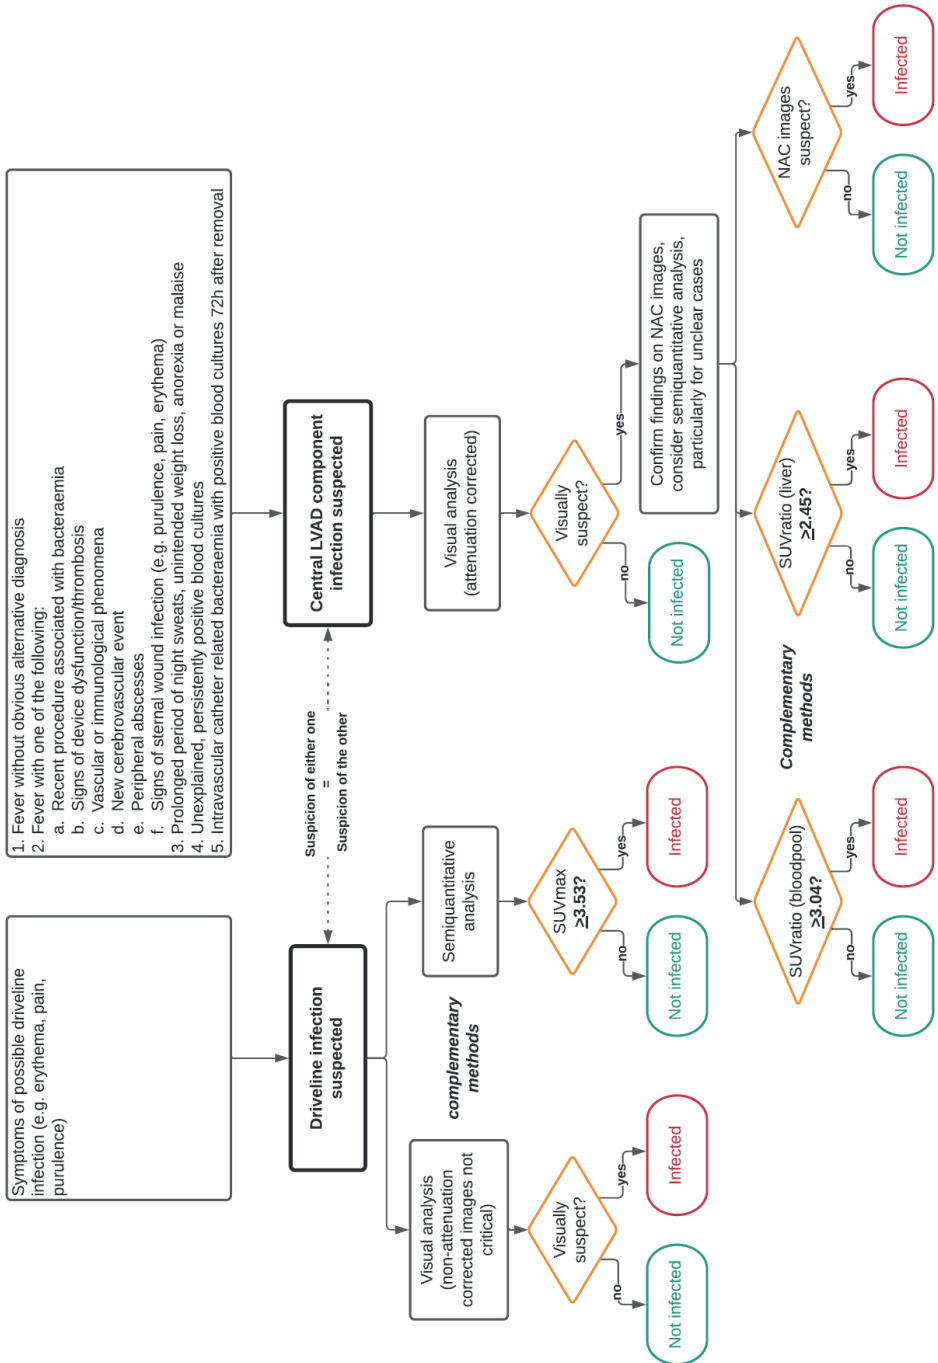 Symptoms of possible driveline
infection (e.g. erythema, pain,
purulence)
1. Fever without obvious alternative diagnosis
2. Fever with one of the following:
a. Recent procedure associated with bacteraemia
b. Signs of device dysfunction/thrombosis
c. Vascular or immunological phenomena
d. New cerebrovascular event
e. Peripheral abscesses
f. Signs of sternal wound infection (e.g. purulence, pain, erythema)
3. Prolonged period of night sweats, unintended weight loss, anorexia or malaise
4. Unexplained, persistently positive blood cultures
5. Intravascular catheter related bacteraemia with positive blood cultures 72h after removal
Driveline infection
suspected
Suspicion of either one
=
Suspicion of the other
Central LVAD component
infection suspected
Visual analysis
(non-attenuation
corrected images not
critical)
complementary
methods
Semiquantitative
analysis
Visual analysis
(attenuation corrected)
Visually
suspect?
no
yes
Not infected
Infected
SUVmax
≥3.53?
no
yes
Not infected
Infected
Visually
suspect?
no
yes
Not infected
Confirm findings on NAC images,
consider semiquantitative analysis,
particularly for unclear cases
SUVratio (bloodpool)
≥3.04?
no
yes
Not infected
Infected
Complementary
methods
SUVratio (liver)
≥2.45?
no
yes
Not infected
Infected
NAC images
suspect?
no
yes
Not infected
Infected